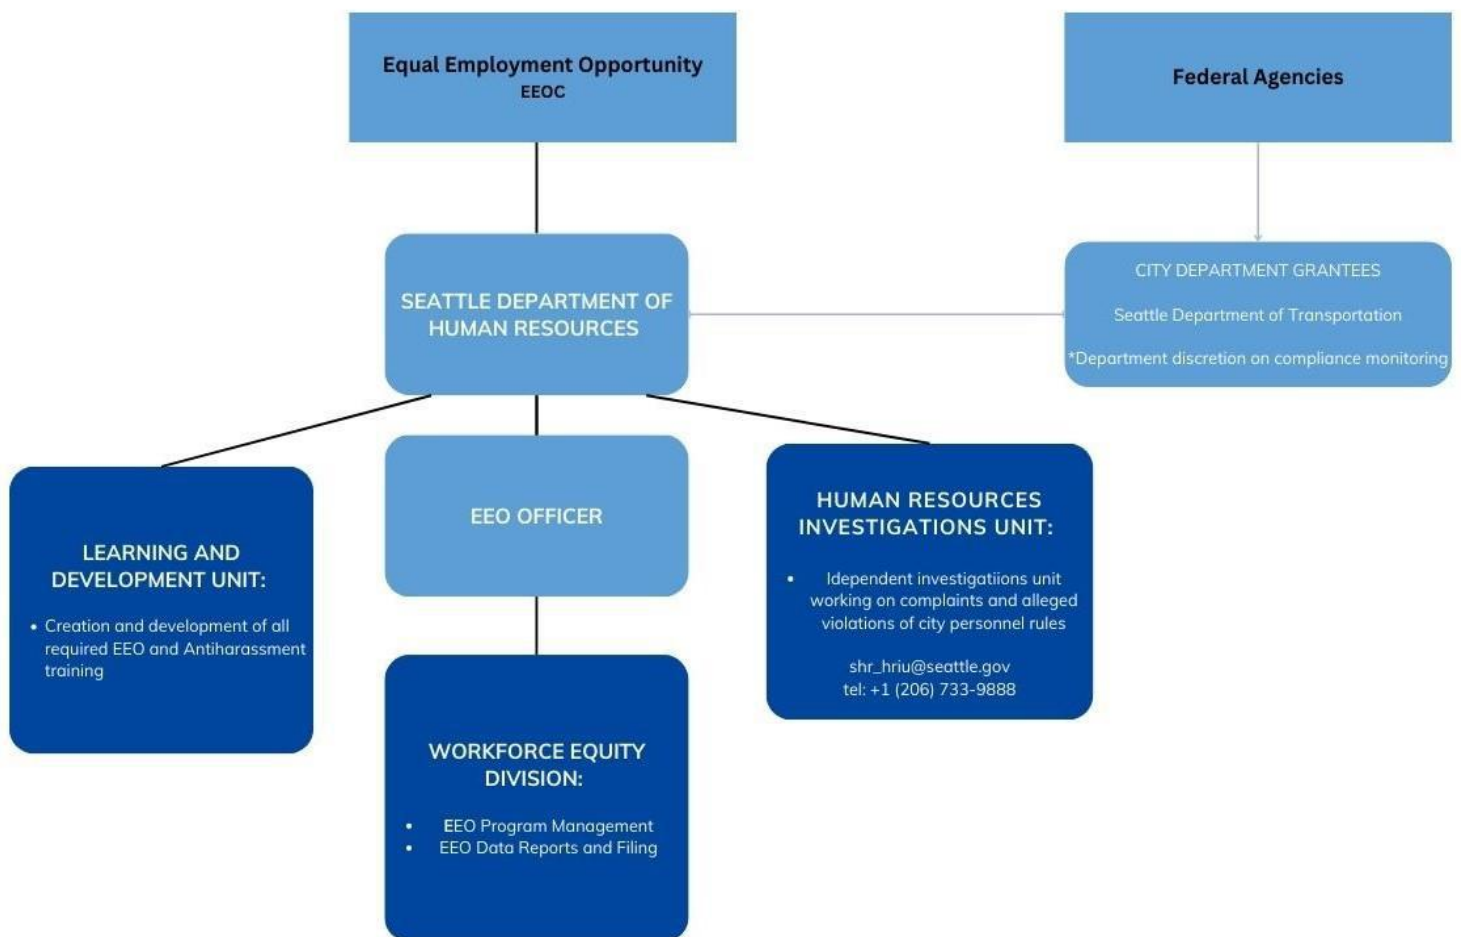 Equal Employment Opportunity
EEOC
Federal Agencies
SEATTLE DEPARTMENT OF
HUMAN RESOURCES
CITY DEPARTMENT GRANTEES
Seattle Department of Transportation
*Department discretion on compliance monitoring
LEARNING AND
DEVELOPMENT UNIT:
• Creation and development of all
required EEO and Antiharassment
training
EEO OFFICER
HUMAN RESOURCES
INVESTIGATIONS UNIT:
• Idependent investigatiions unit
working on complaints and alleged
violations of city personnel rules
shr_hriu@seattle.gov
tel: +1 (206) 733-9888
WORKFORCE EQUITY
DIVISION:
• EEO Program Management
• EEO Data Reports and Filing